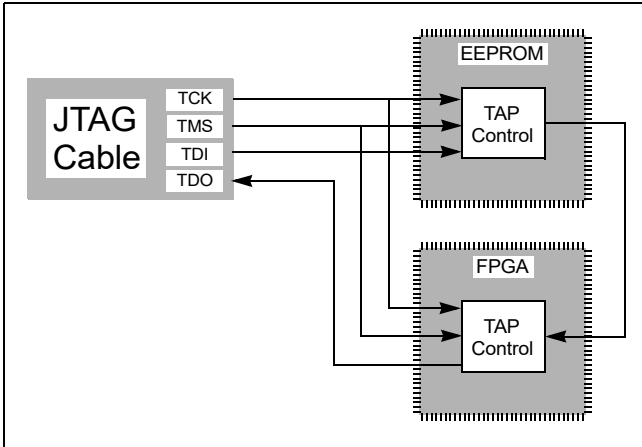 EEPROM
JTAG
Cable
TCK
TMS
TDI
TDO
TAP
Control
FPGA
TAP
Control